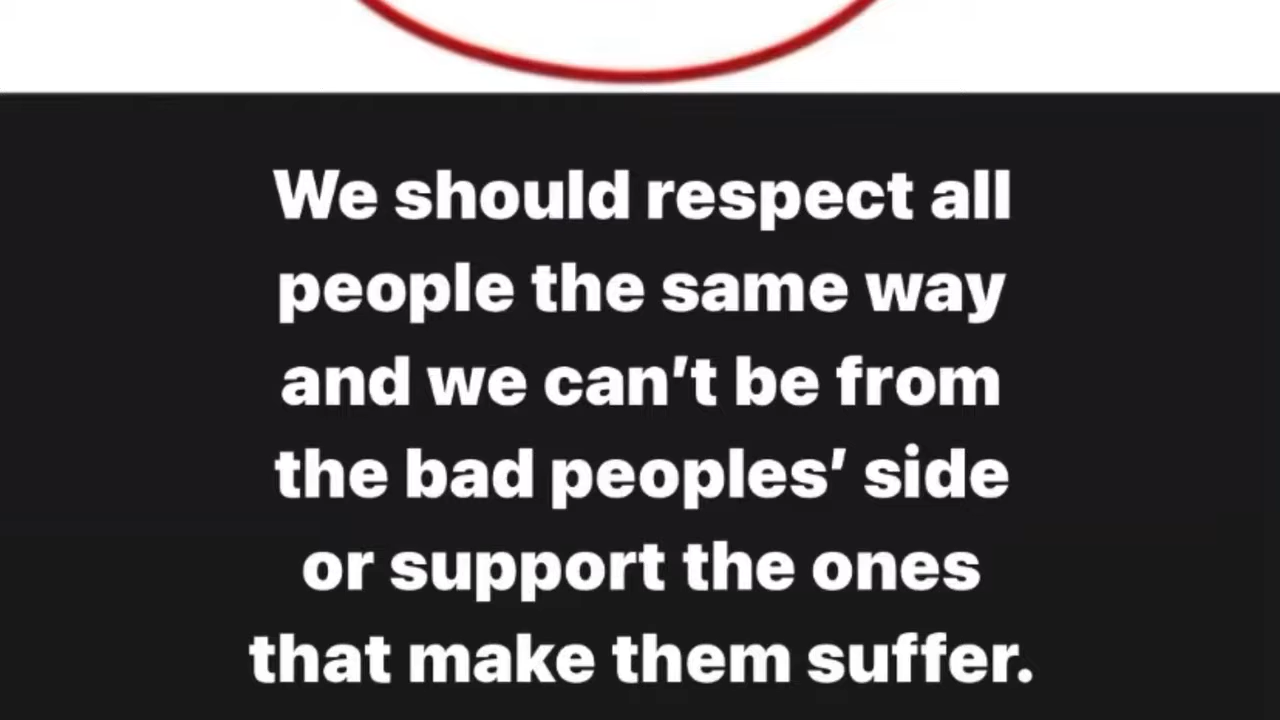 We should respect all
people the same way
and we can’t be from
the bad peoples’ side
or support the ones
that make them suffer.